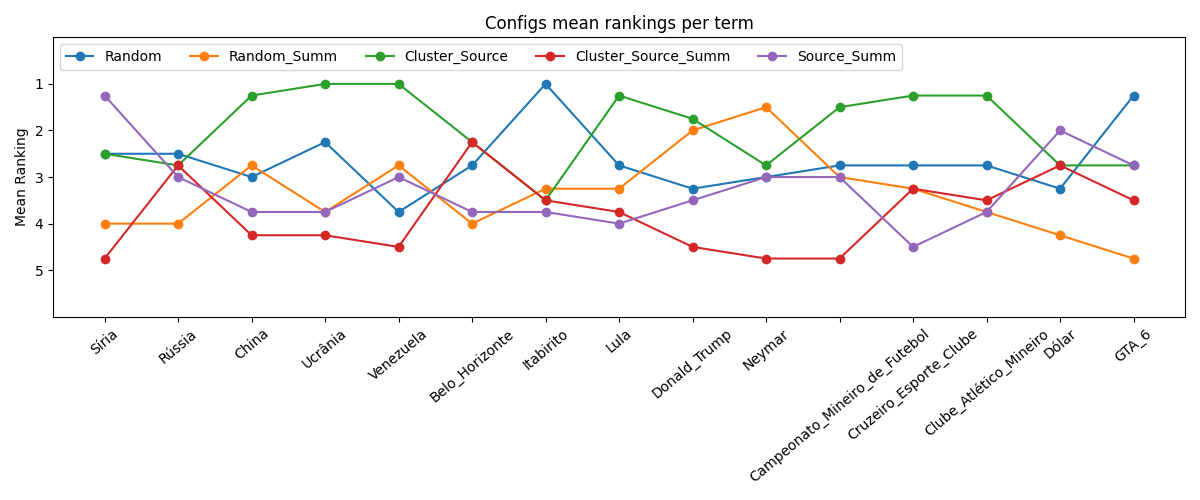 Configs mean rankings per term
Random
Random_Summ
Cluster_Source
Cluster_Source_Summ
Source_Summ
Mean Ranking
1
2
3
4
5
Síria
Rússia
China
Ucrânia
Venezuela
Belo_Horizonte
Itabirito
Lula
Donald_Trump
Neymar
Campeonato_Mineiro_de_Futebol
Cruzeiro_Esporte_Clube
Clube_Atlético_Mineiro
Dólar
GTA_6